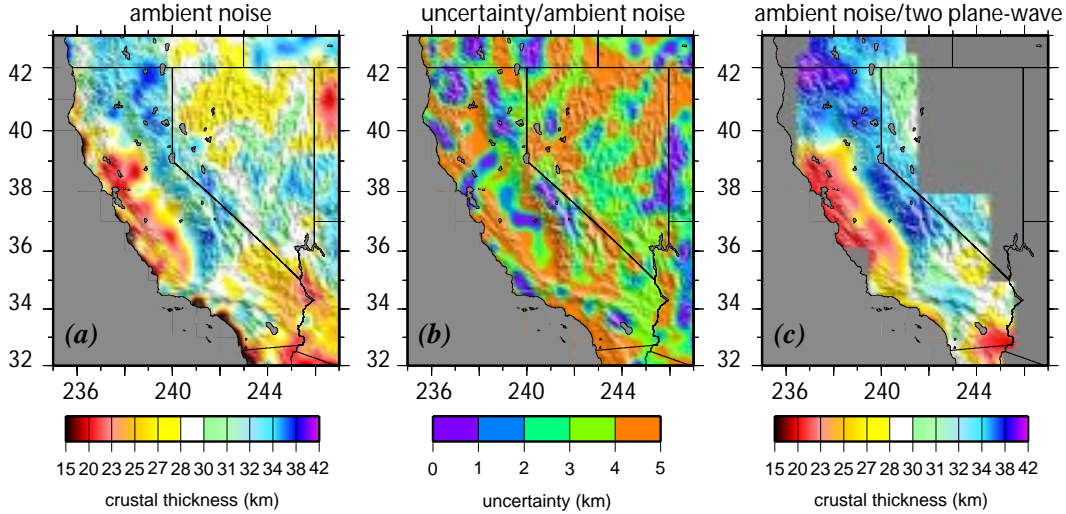 ambient noise
uncertainty/ambient noise
ambient noise/two plane-wave
42
40
38
36
34
32
(a)
236 240 244
42
40
38
36
34
32
(b)
236 240 244
42
40
38
36
34
32
(c)
236 240 244
15 20 23 25 27 28 30 31 32 34 38 42
crustal thickness (km)
0 1 2 3 4 5
uncertainty (km)
15 20 23 25 27 28 30 31 32 34 38 42
crustal thickness (km)